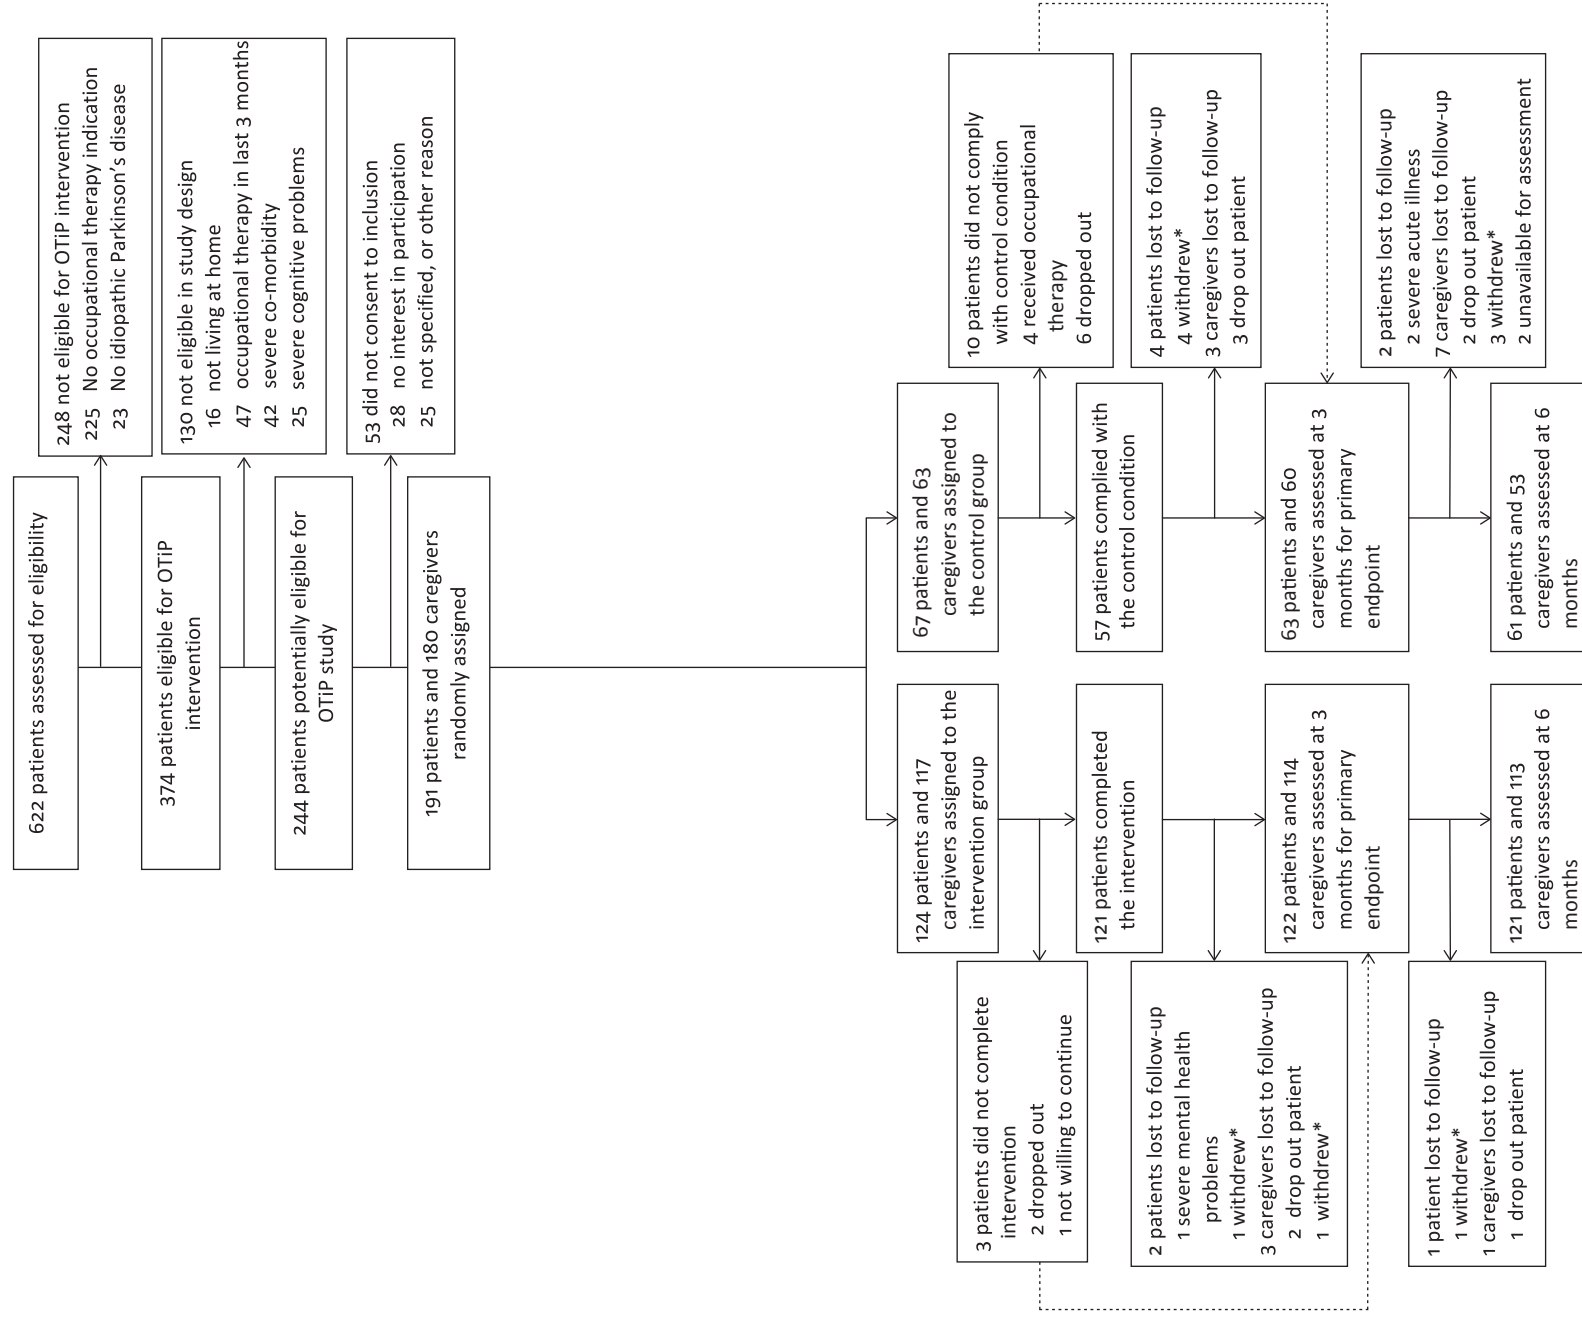 622 patients assessed for eligibility
248 not eligible for OTiP intervention
225 No occupational therapy indication
23 No idiopathic Parkinson's disease
374 patients eligible for OTiP
intervention
130 not eligible in study design
16 not living at home
47 occupational therapy in last 3 months
42 severe co-morbidity
25 severe cognitive problems
244 patients potentially eligible for
OTiP study
53 did not consent to inclusion
28 no interest in participation
25 not specified, or other reason
191 patients and 180 caregivers
randomly assigned
124 patients and 117
caregivers assigned to the
intervention group
67 patients and 63
caregivers assigned to
the control group
3 patients did not complete
intervention
2 dropped out
1 not willing to continue
10 patients did not comply
with control condition
4 received occupational
therapy
6 dropped out
121 patients completed
the intervention
57 patients complied with
the control condition
2 patients lost to follow-up
1 severe mental health
problems
1 withdrew*
3 caregivers lost to follow-up
2 drop out patient
1 withdrew*
4 patients lost to follow-up
4 withdrew*
3 caregivers lost to follow-up
3 drop out patient
122 patients and 114
caregivers assessed at 3
months for primary
endpoint
63 patients and 60
caregivers assessed at 3
months for primary
endpoint
1 patient lost to follow-up
1 withdrew*
1 caregivers lost to follow-up
1 drop out patient
2 patients lost to follow-up
2 severe acute illness
7 caregivers lost to follow-up
2 drop out patient
3 withdrew*
2 unavailable for assessment
121 patients and 113
caregivers assessed at 6
months
61 patients and 53
caregivers assessed at 6
months